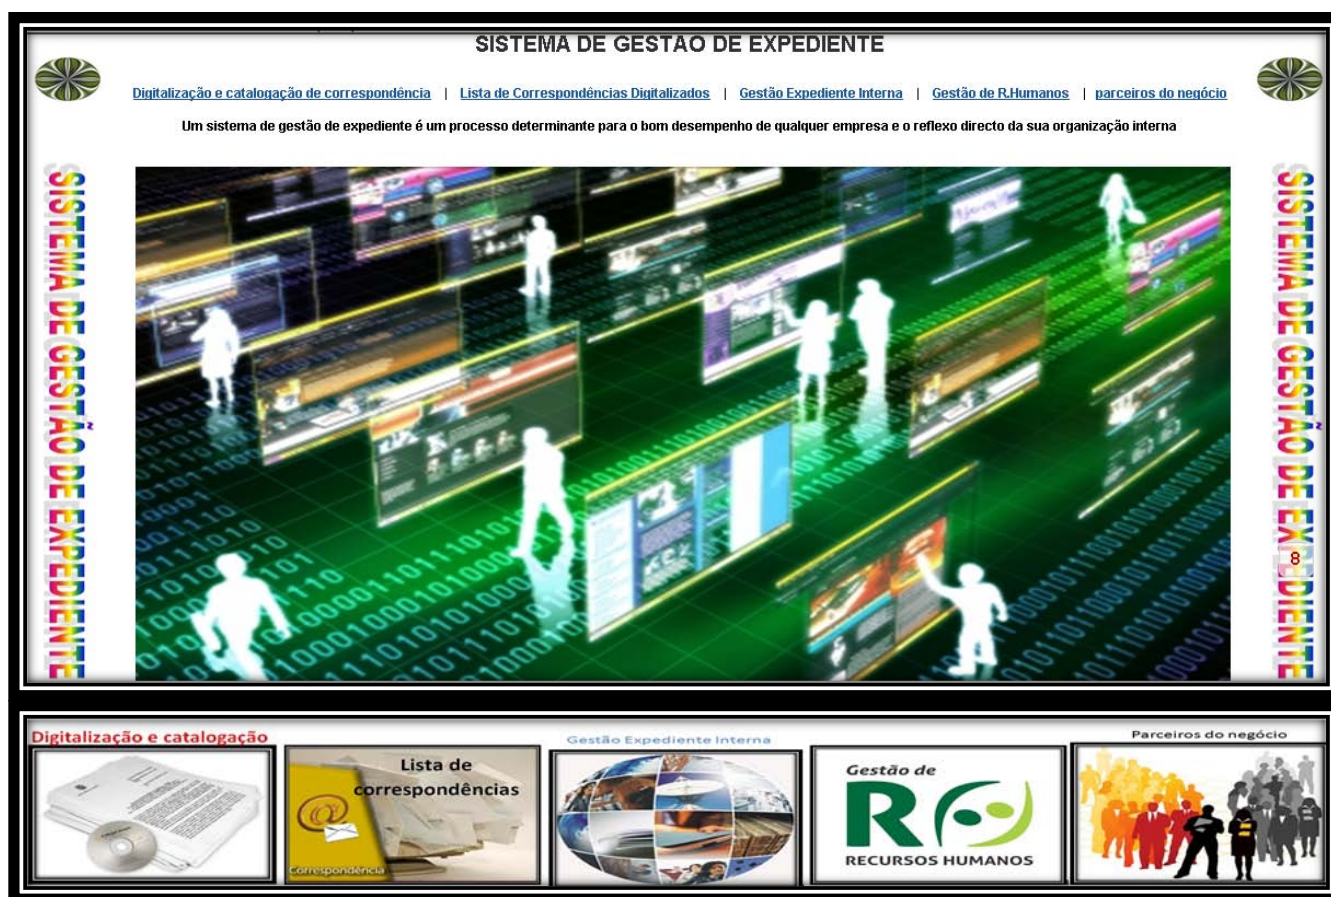 SISTEMA DE GESTAO DE EXPEDIENTE
Digitalização e catalogação de correspondência | Lista de Correspondências Digitalizados | Gestão Expediente Interna | Gestão de R.Humanos | parceiros do negócio
Um sistema de gestão de expediente é um processo determinante para o bom desempenho de qualquer empresa e o reflexo directo da sua organização interna
SISTEMA DE GESTÃO DE EXPEDIENTE
SISTEMA DE GESTÃO DE EXPEDIENTE
8
Digitalização e catalogação
Lista de
correspondências
Correspondência
Gestão Expediente Interna
Gestão de
RH
RECURSOS HUMANOS
Parceiros do negócio